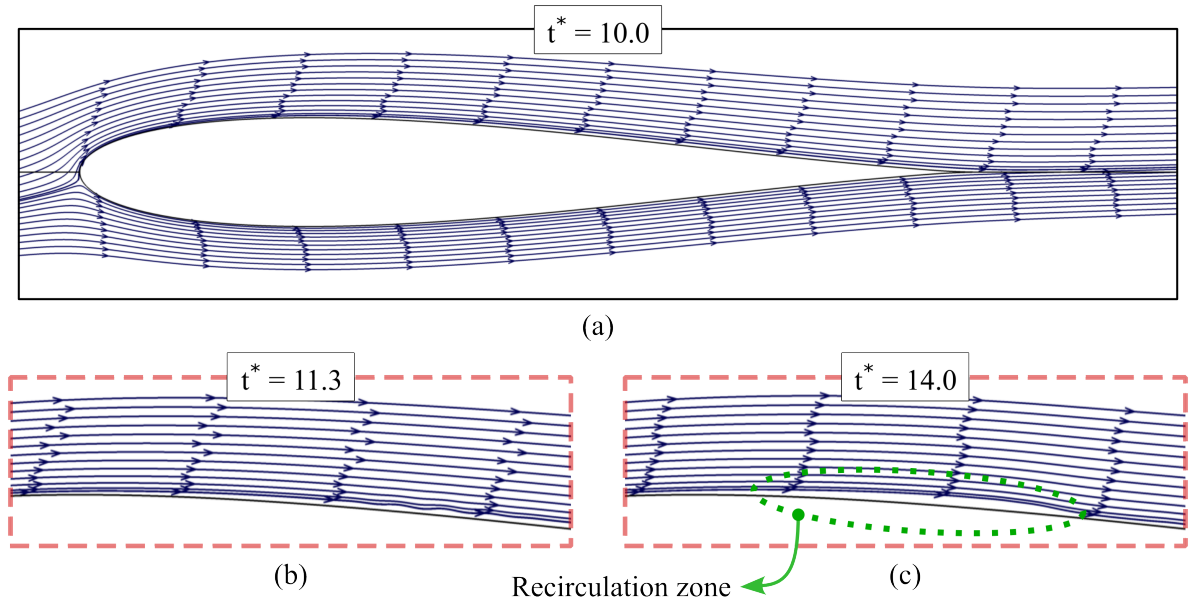 t* = 10.0
(a)
t* = 11.3
t* = 14.0
(b)
(c)
Recirculation zone